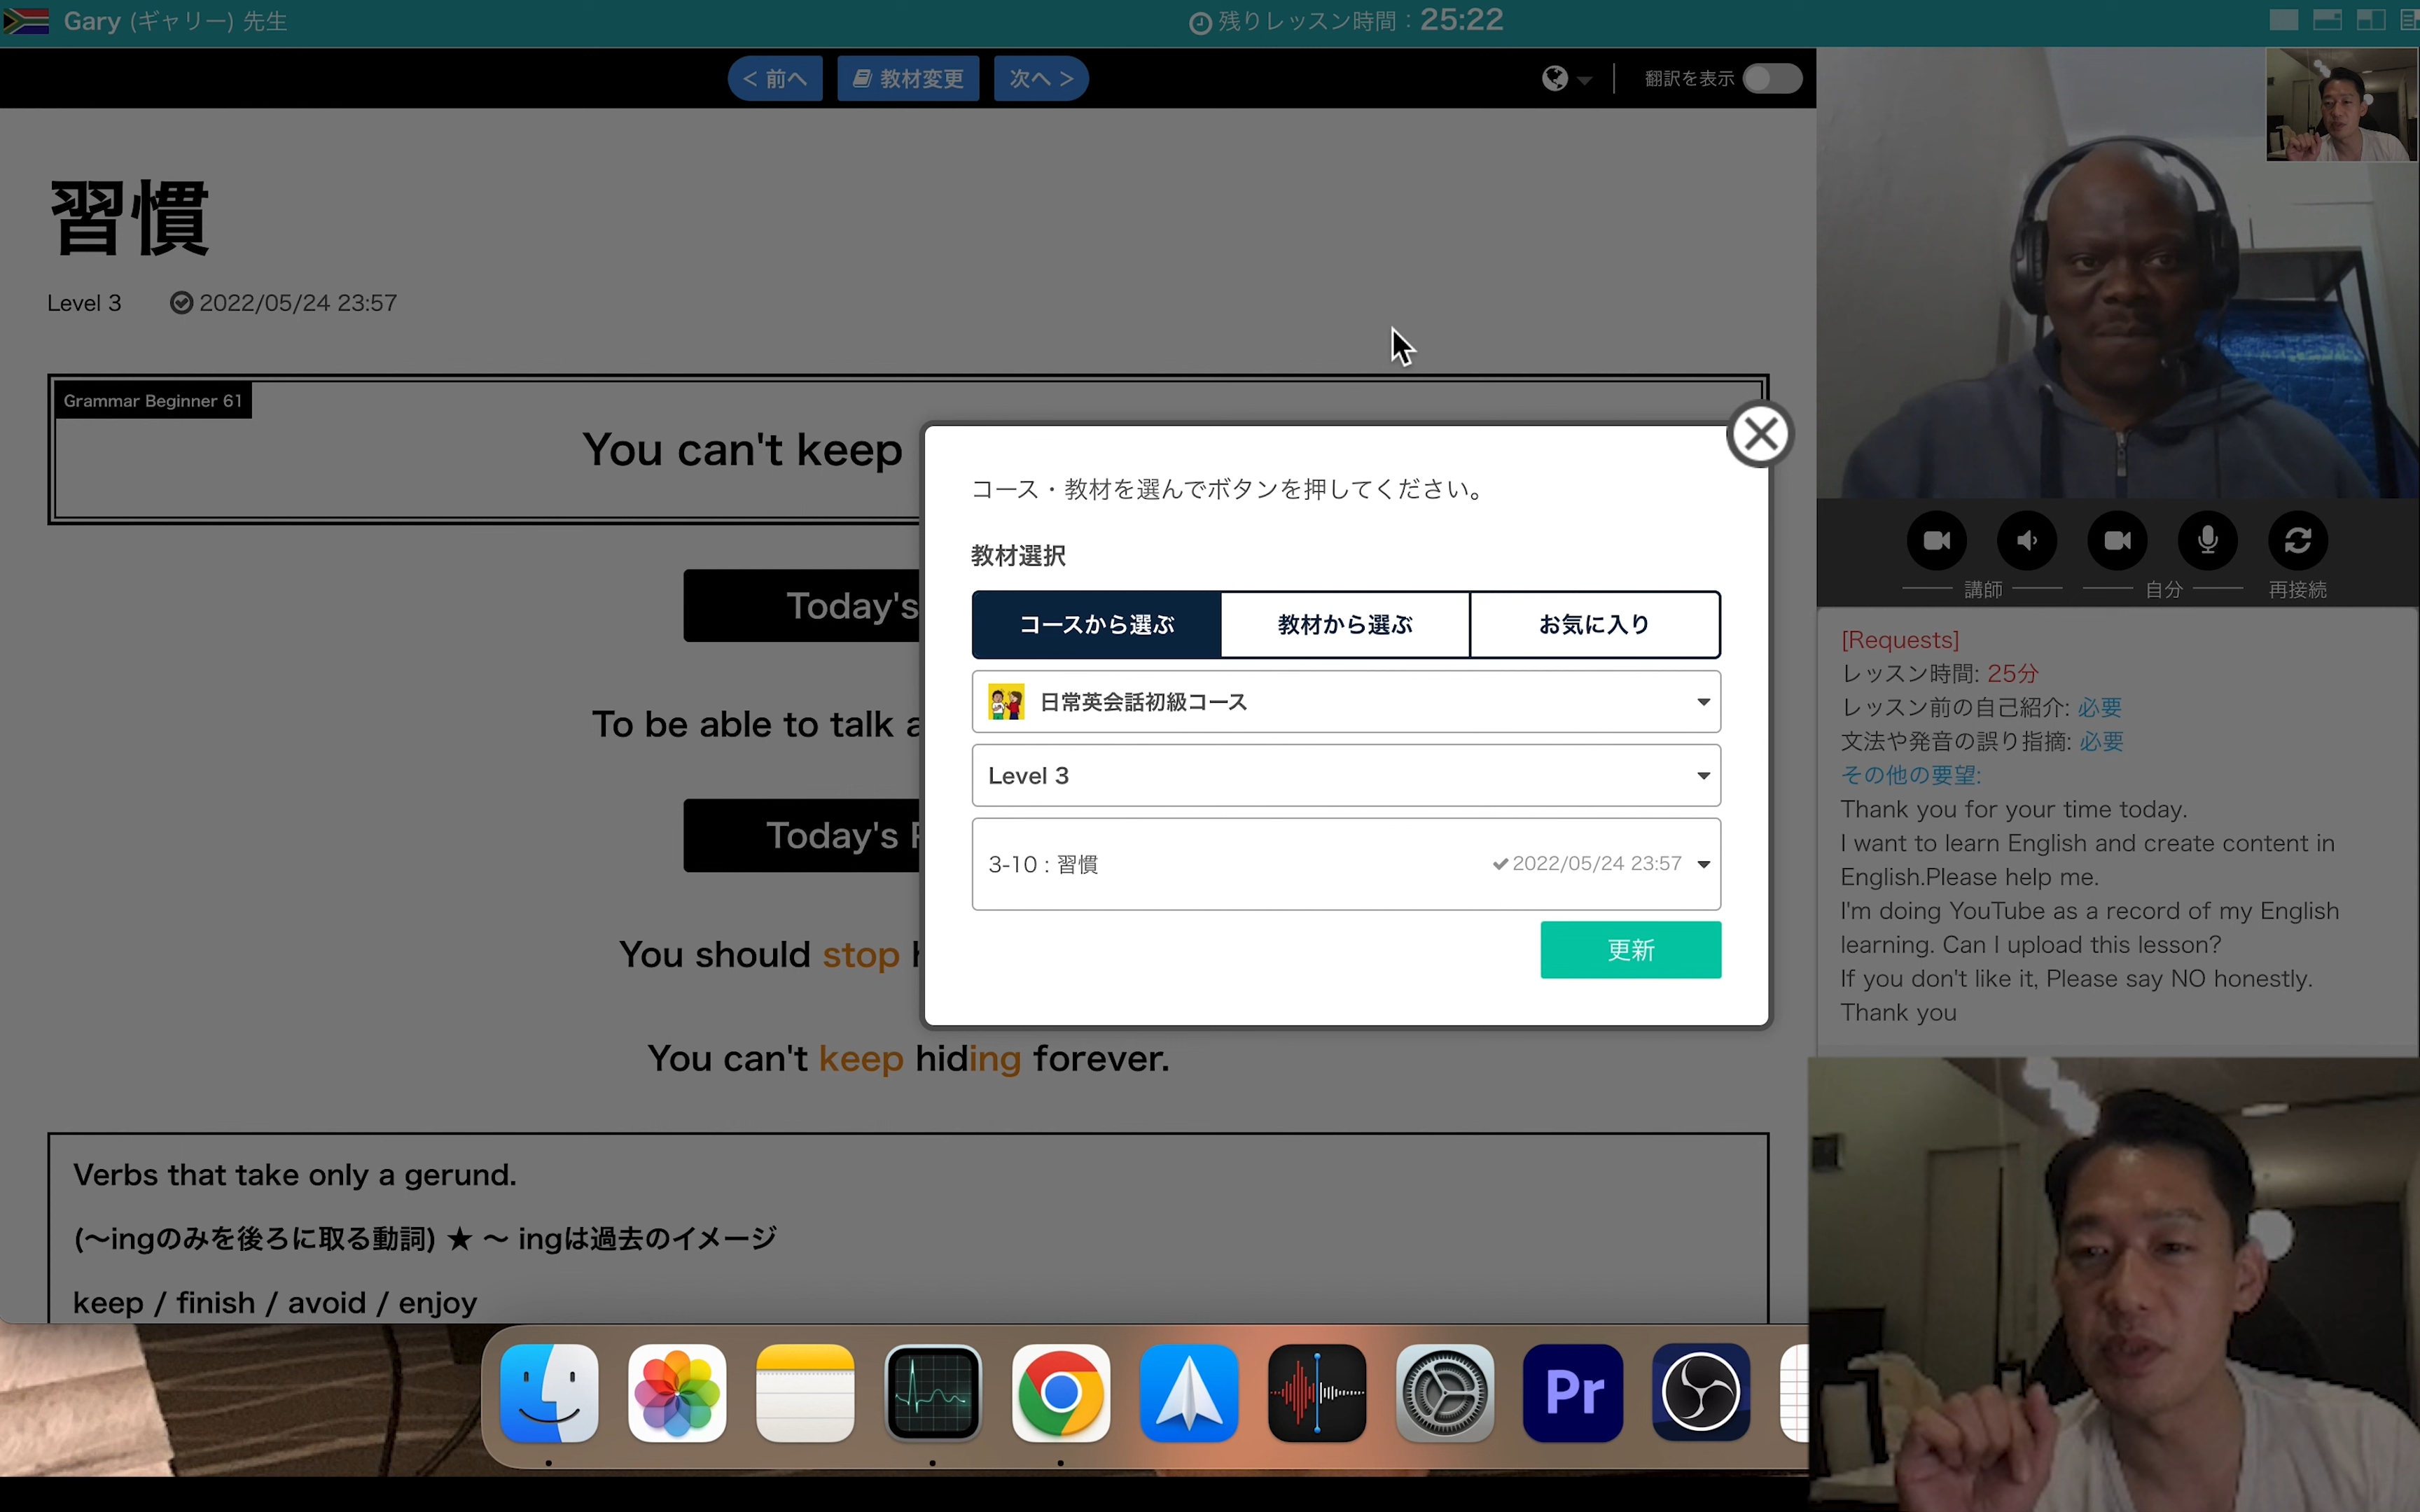 Gary (ギャリー) 先生
残りレッスン時間：25:22
< 前へ
教材変更
次へ >
翻訳を表示
習慣
Level 3
2022/05/24 23:57
Grammar Beginner 61
You can't keep
Today's
To be able to talk a
Today's
You should stop h
You can't keep hiding forever.
Verbs that take only a gerund.
(〜ingのみを後ろに取る動詞) ★ 〜 ingは過去のイメージ
keep / finish / avoid / enjoy
コース・教材を選んでボタンを押してください。
教材選択
コースから選ぶ
教材から選ぶ
お気に入り
日常英会話初級コース
Level 3
3-10 : 習慣
2022/05/24 23:57
更新
講師
自分
再接続
[Requests]
レッスン時間: 25分
レッスン前の自己紹介: 必要
文法や発音の誤り指摘: 必要
その他の要望:
Thank you for your time today.
I want to learn English and create content in
English.Please help me.
I'm doing YouTube as a record of my English
learning. Can I upload this lesson?
If you don't like it, Please say NO honestly.
Thank you
Pr